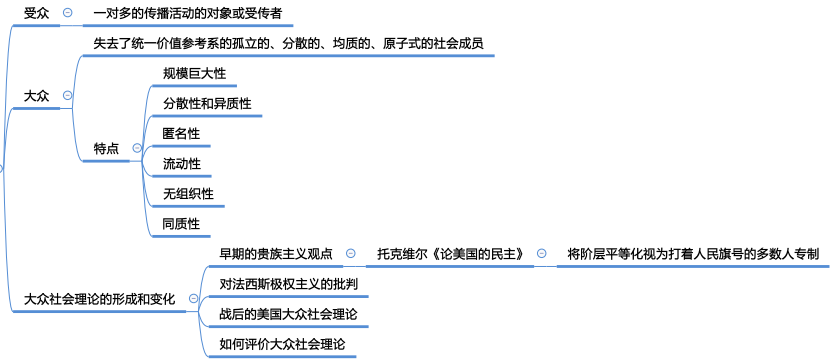 受众
一对多的传播活动的对象或受传者
大众
失去了统一价值参考系的孤立的、分散的、均质的、原子式的社会成员
特点
规模巨大性
分散性和异质性
匿名性
流动性
无组织性
同质性
大众社会理论的形成和变化
早期的贵族主义观点
托克维尔《论美国的民主》
将阶层平等化视为打着人民旗号的多数人专制
对法西斯极权主义的批判
战后的美国大众社会理论
如何评价大众社会理论